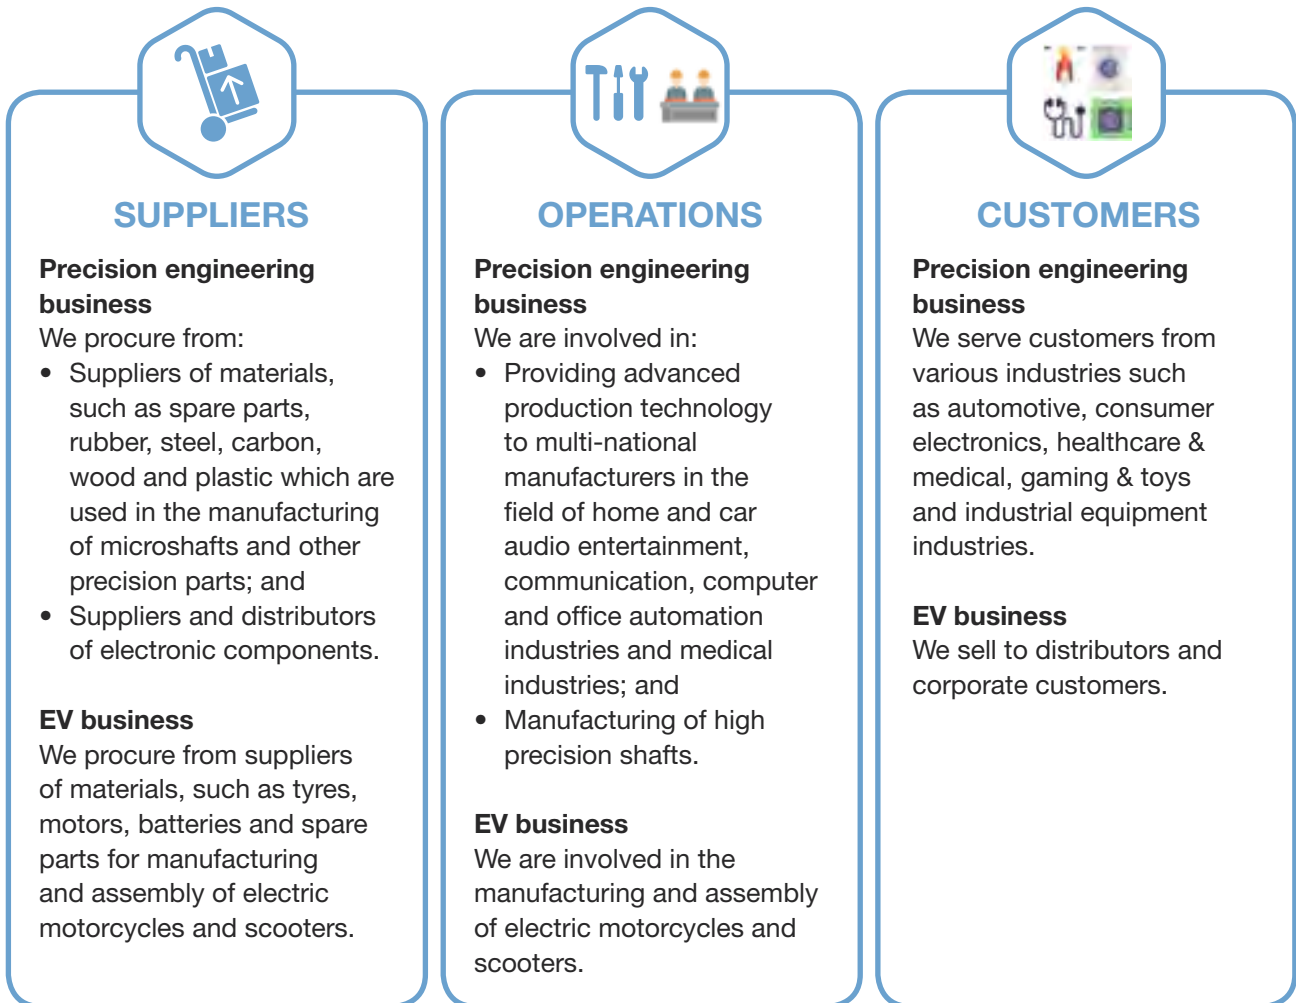 SUPPLIERS
Precision engineering
business
We procure from:
• Suppliers of materials,
such as spare parts,
rubber, steel, carbon,
wood and plastic which are
used in the manufacturing
of microshafts and other
precision parts; and
• Suppliers and distributors
of electronic components.
EV business
We procure from suppliers
of materials, such as tyres,
motors, batteries and spare
parts for manufacturing
and assembly of electric
motorcycles and scooters.
OPERATIONS
Precision engineering
business
We are involved in:
• Providing advanced
production technology
to multi-national
manufacturers in the
field of home and car
audio entertainment,
communication, computer
and office automation
industries and medical
industries; and
• Manufacturing of high
precision shafts.
EV business
We are involved in the
manufacturing and assembly
of electric motorcycles and
scooters.
CUSTOMERS
Precision engineering
business
We serve customers from
various industries such
as automotive, consumer
electronics, healthcare &
medical, gaming & toys
and industrial equipment
industries.
EV business
We sell to distributors and
corporate customers.